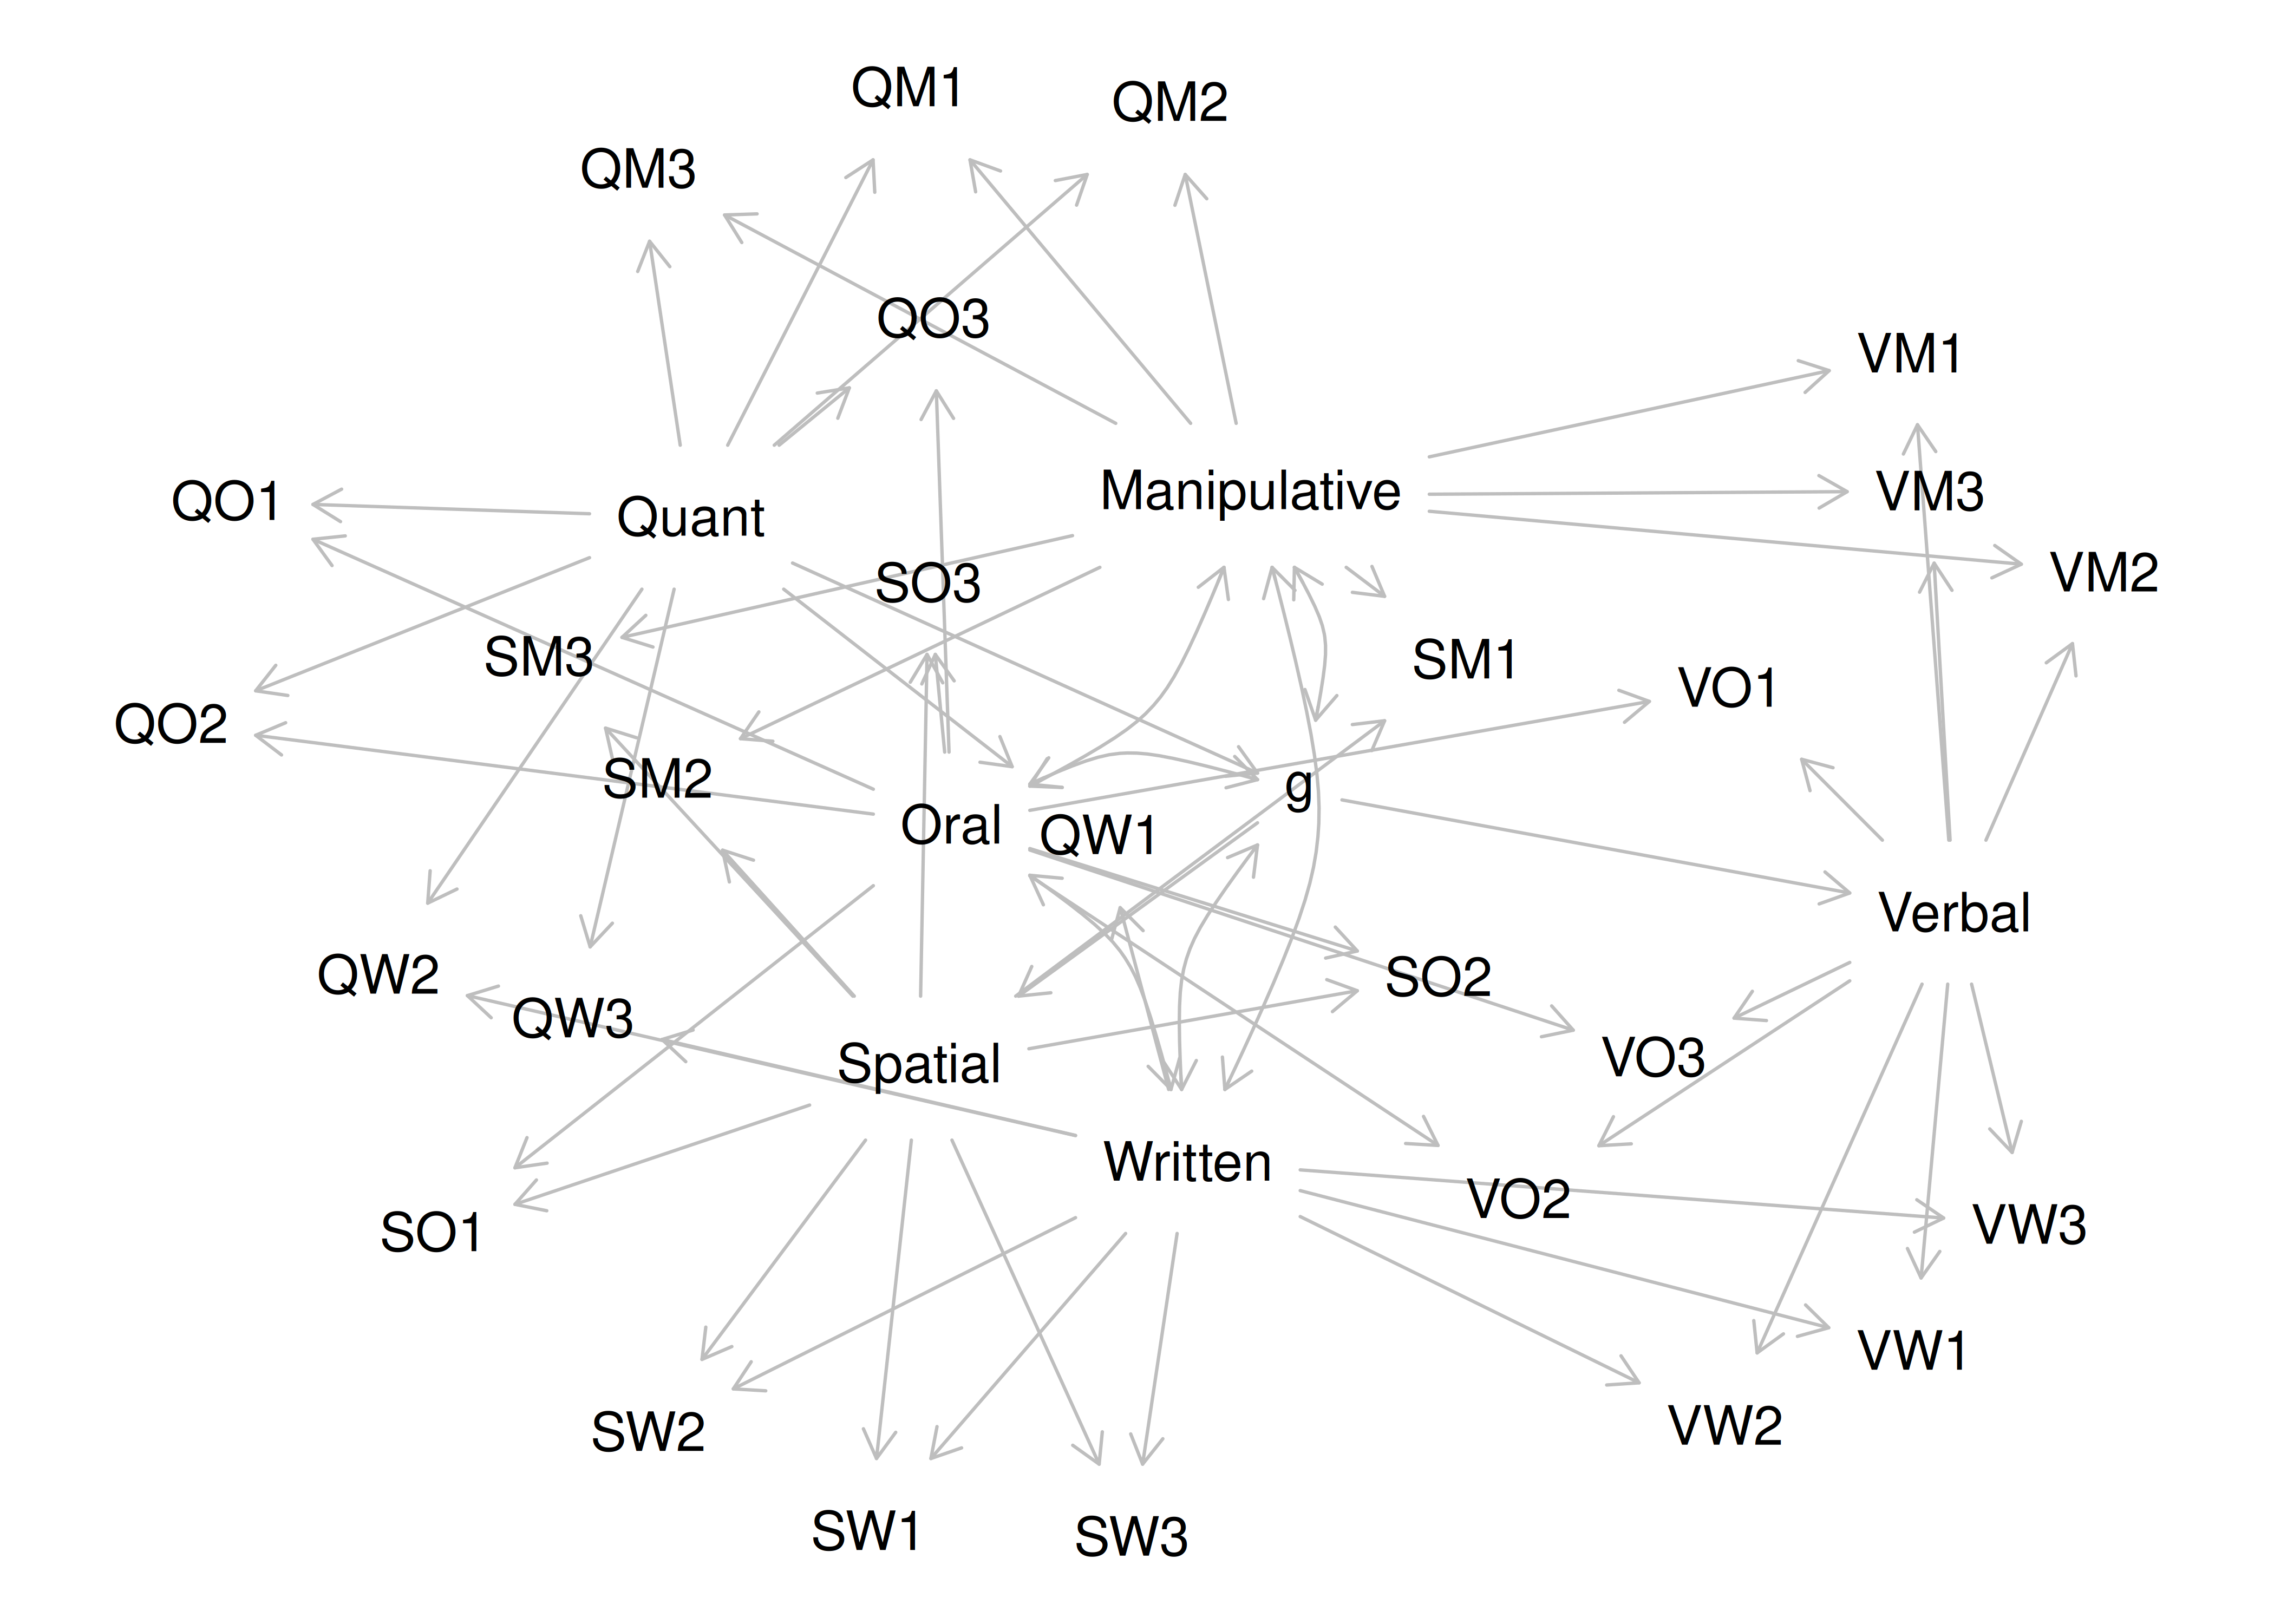 QM1
QM2
QM3
QO3
VM1
QO1
Quant
Manipulative
VM3
VM2
SO3
SM3
SM1
VO1
QO2
SM2
g
Oral
QW1
Verbal
QW2
SO2
QW3
VO3
Spatial
Written
VO2
SO1
VW3
VW1
SW2
VW2
SW1
SW3